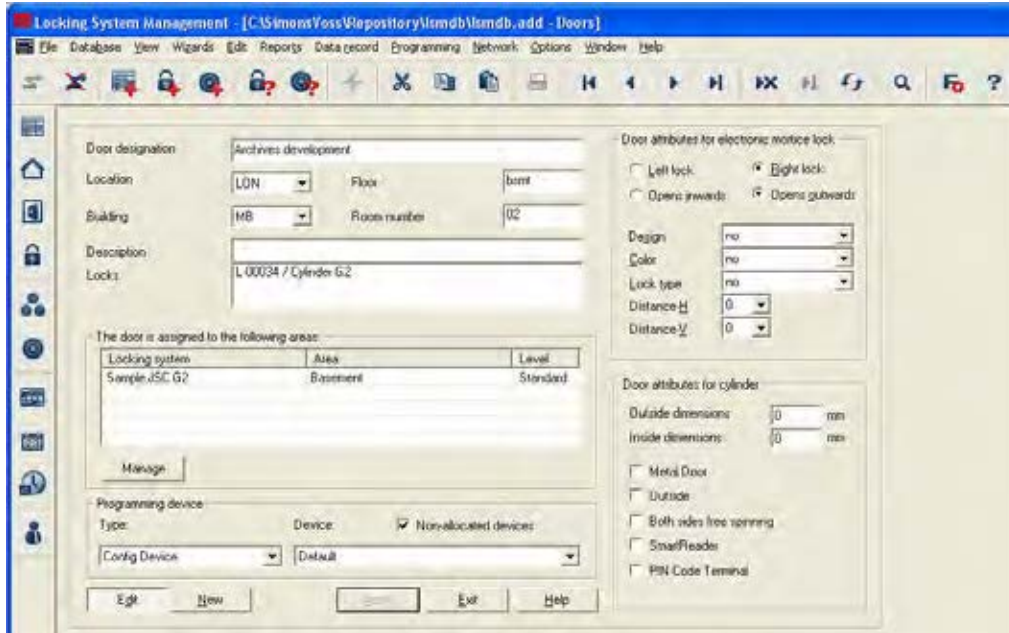 Locking System Management - [C:\SimonsVoss\Repository\lsmdb\lsmdb.add - Doors]
File Database View Wizards Edit Reports Data record Programming Network Options Window Help
Door designation Archives development
Location LON Floor bsmt
Building MB Room number 02
Description
Locks L-00034 / Cylinder G2
The door is assigned to the following areas
Locking system Area Level
Sample JSC G2 Basement Standard
Manage
Programming device
Type: Device: Non-allocated devices
Config Device Default
Edit New Exit Help
Door attributes for electronic mortice lock
Left lock Right lock
Opens inwards Opens outwards
Design no
Color no
Lock type no
Distance-H 0
Distance-V 0
Door attributes for cylinder
Outside dimensions 0 mm
Inside dimensions 0 mm
Metal Door
Outside
Both sides free spinning
SmartReader
PIN Code Terminal